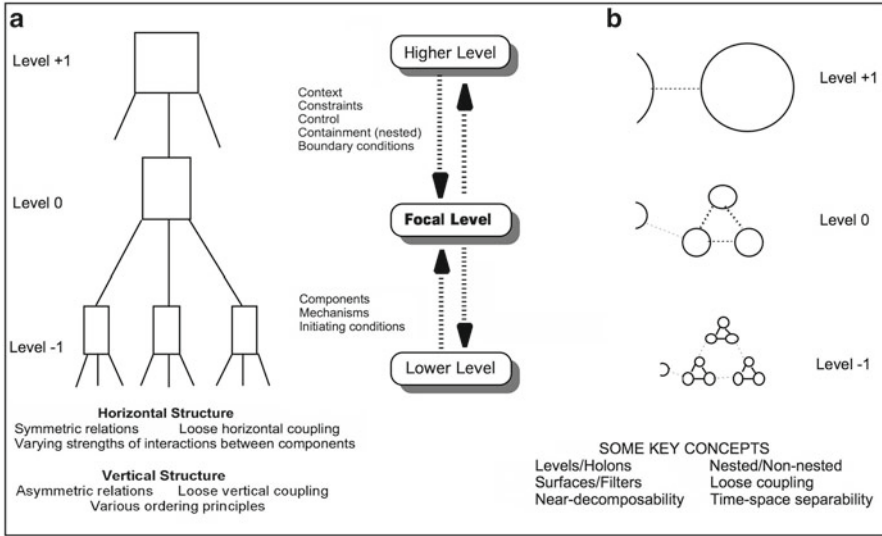 a
Level +1
Level 0
Level -1
Higher Level
Context
Constraints
Control
Containment (nested)
Boundary conditions
Focal Level
Components
Mechanisms
Initiating conditions
Lower Level
Horizontal Structure
Symmetric relations Loose horizontal coupling
Varying strengths of interactions between components
Vertical Structure
Asymmetric relations Loose vertical coupling
Various ordering principles
b
Level +1
Level 0
Level -1
SOME KEY CONCEPTS
Levels/Holons Nested/Non-nested
Surfaces/Filters Loose coupling
Near-decomposability Time-space separability